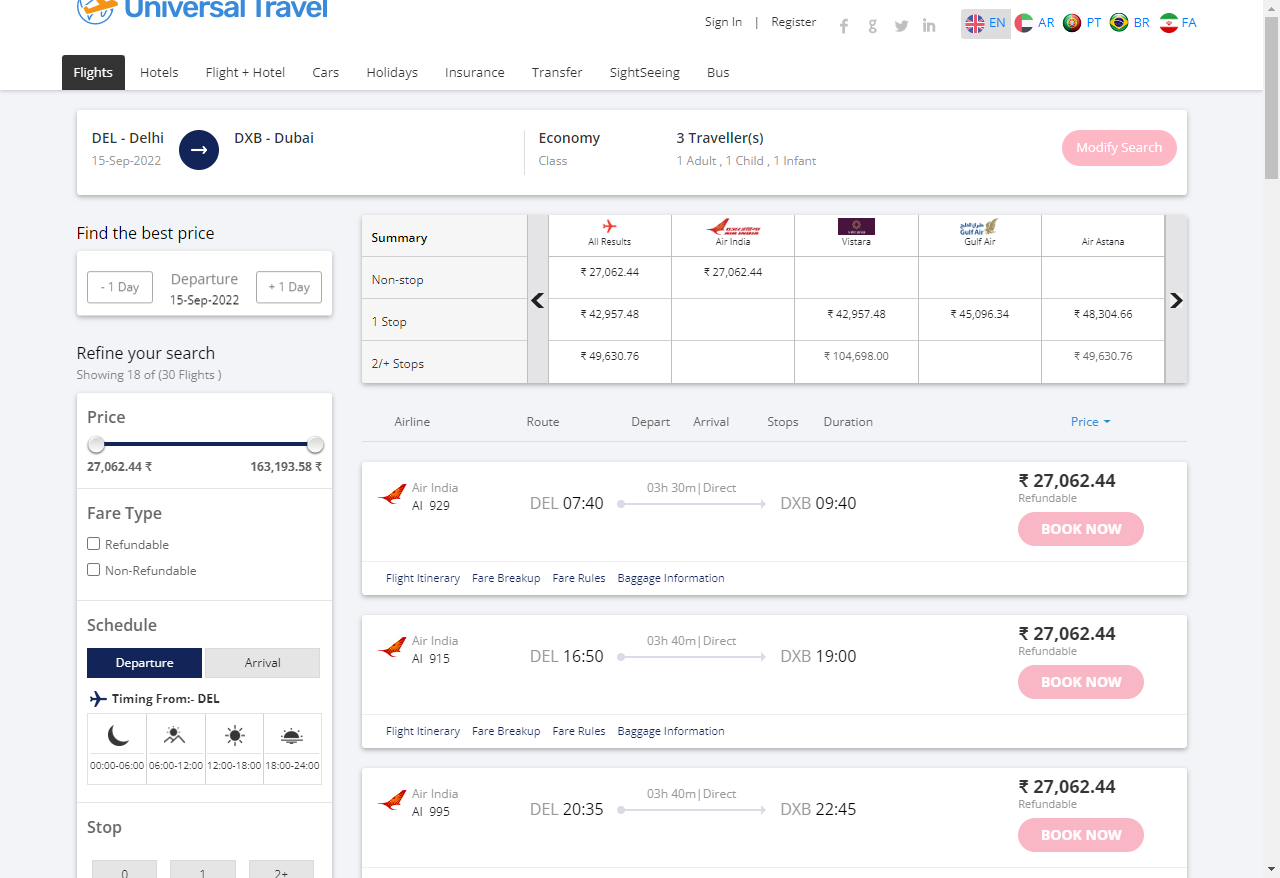 Universal Travel
Sign In | Register
EN AR PT BR FA
Flights Hotels Flight + Hotel Cars Holidays Insurance Transfer SightSeeing Bus
DEL - Delhi DXB - Dubai Economy 3 Traveller(s)
15-Sep-2022 Class 1 Adult , 1 Child , 1 Infant
Modify Search
Find the best price
- 1 Day Departure + 1 Day
15-Sep-2022
Refine your search
Showing 18 of (30 Flights )
Price
27,062.44 ₹ 163,193.58 ₹
Fare Type
Refundable
Non-Refundable
Schedule
Departure Arrival
Timing From:- DEL
00:00-06:00 06:00-12:00 12:00-18:00 18:00-24:00
Stop
0 1 2+
Summary All Results Air India Vistara Gulf Air Air Astana
Non-stop ₹ 27,062.44 ₹ 27,062.44
1 Stop ₹ 42,957.48 ₹ 42,957.48 ₹ 45,096.34 ₹ 48,304.66
2/+ Stops ₹ 49,630.76 ₹ 104,698.00 ₹ 49,630.76
Airline Route Depart Arrival Stops Duration Price
Air India 03h 30m|Direct ₹ 27,062.44
AI 929 DEL 07:40 DXB 09:40 Refundable
BOOK NOW
Flight Itinerary Fare Breakup Fare Rules Baggage Information
Air India 03h 40m|Direct ₹ 27,062.44
AI 915 DEL 16:50 DXB 19:00 Refundable
BOOK NOW
Flight Itinerary Fare Breakup Fare Rules Baggage Information
Air India 03h 40m|Direct ₹ 27,062.44
AI 995 DEL 20:35 DXB 22:45 Refundable
BOOK NOW